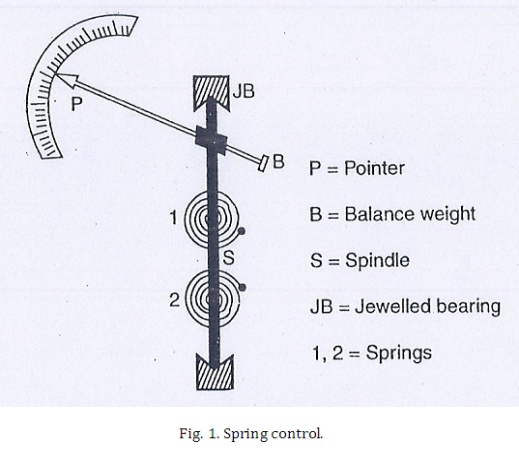 JB
P
B
P = Pointer
1
B = Balance weight
S
S = Spindle
2
JB = Jewelled bearing
1, 2 = Springs
Fig. 1. Spring control.